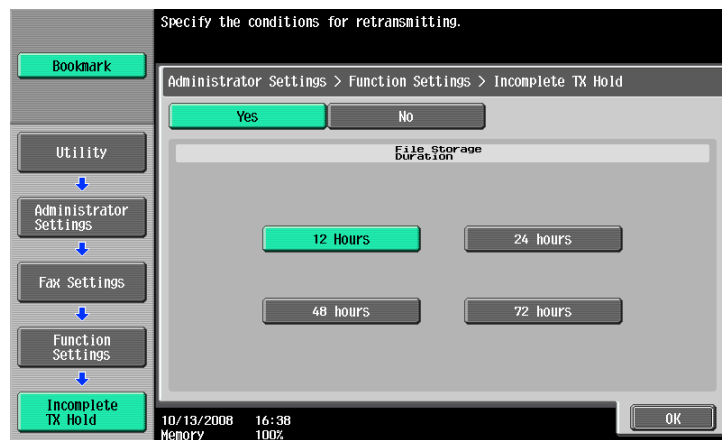 Specify the conditions for retransmitting.
Bookmark
Administrator Settings > Function Settings > Incomplete TX Hold
Yes
No
File Storage
Duration
Utility
Administrator
Settings
12 Hours
24 hours
Fax Settings
48 hours
72 hours
Function
Settings
Incomplete
TX Hold
10/13/2008 16:38
Memory 100%
OK